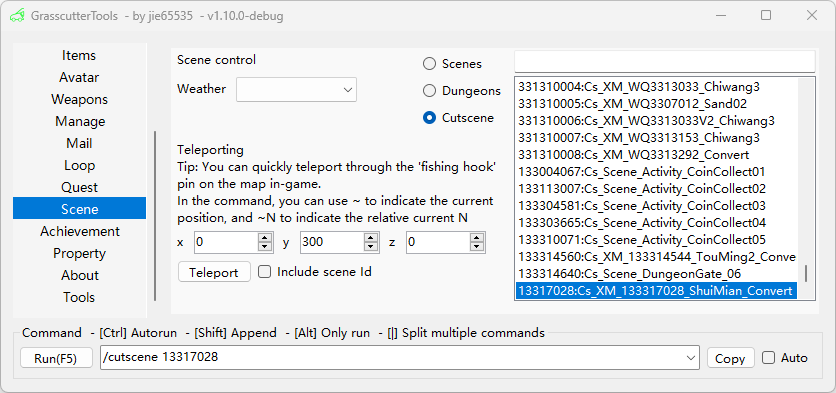 GrasscutterTools - by jie65535 - v1.10.0-debug
Items
Avatar
Weapons
Manage
Mail
Loop
Quest
Scene
Achievement
Property
About
Tools
Scene control
Weather
Scenes
Dungeons
Cutscene
Teleporting
Tip: You can quickly teleport through the 'fishing hook'
pin on the map in-game.
In the command, you can use ~ to indicate the current
position, and ~N to indicate the relative current N
x 0 y 300 z 0
Teleport Include scene Id
331310004:Cs_XM_WQ3313033_Chiwang3
331310005:Cs_XM_WQ3307012_Sand02
331310006:Cs_XM_WQ3313033V2_Chiwang3
331310007:Cs_XM_WQ3313153_Chiwang3
331310008:Cs_XM_WQ3313292_Convert
133004067:Cs_Scene_Activity_CoinCollect01
133113007:Cs_Scene_Activity_CoinCollect02
133304581:Cs_Scene_Activity_CoinCollect03
133303665:Cs_Scene_Activity_CoinCollect04
133310071:Cs_Scene_Activity_CoinCollect05
133314560:Cs_XM_133314544_TouMing2_Conve
133314640:Cs_Scene_DungeonGate_06
13317028:Cs_XM_133317028_ShuiMian_Convert
Command - [Ctrl] Autorun - [Shift] Append - [Alt] Only run - [|] Split multiple commands
Run(F5) /cutscene 13317028 Copy Auto